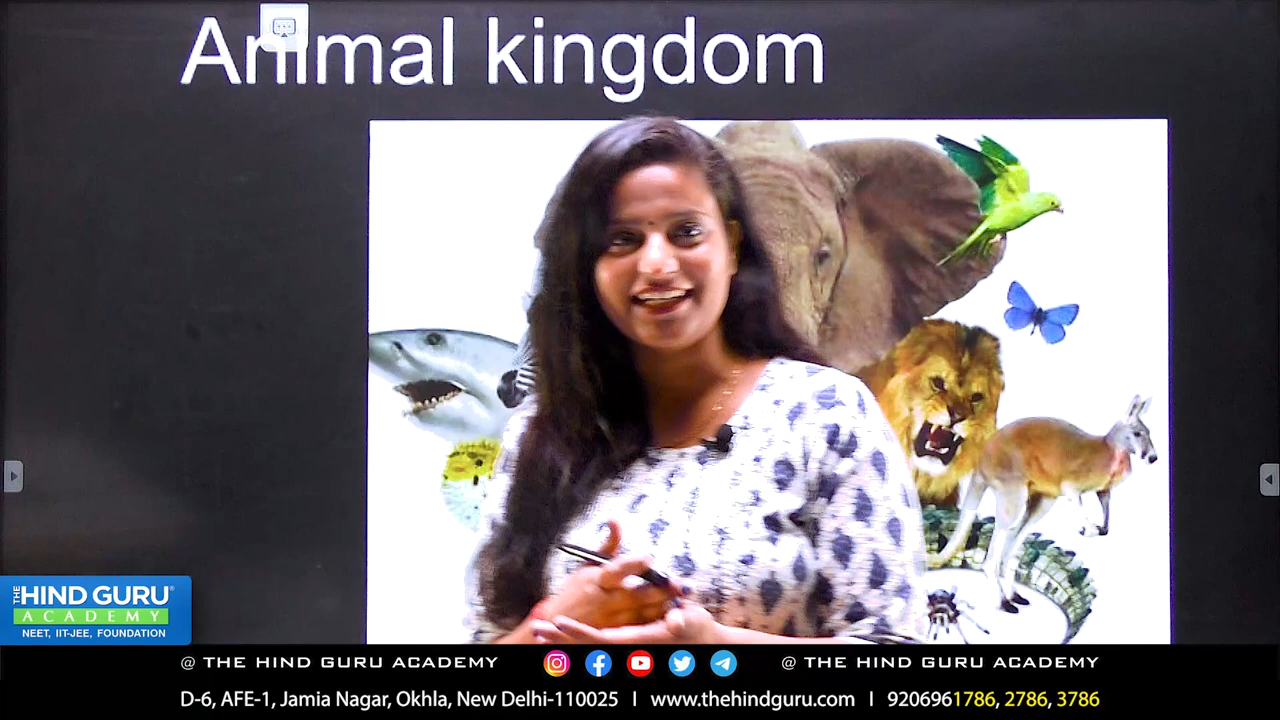 Animal kingdom
THE HIND GURU®
ACADEMY
NEET, IIT-JEE, FOUNDATION
@ THE HIND GURU ACADEMY @ THE HIND GURU ACADEMY
D-6, AFE-1, Jamia Nagar, Okhla, New Delhi-110025 | www.thehindguru.com | 9206961786, 2786, 3786